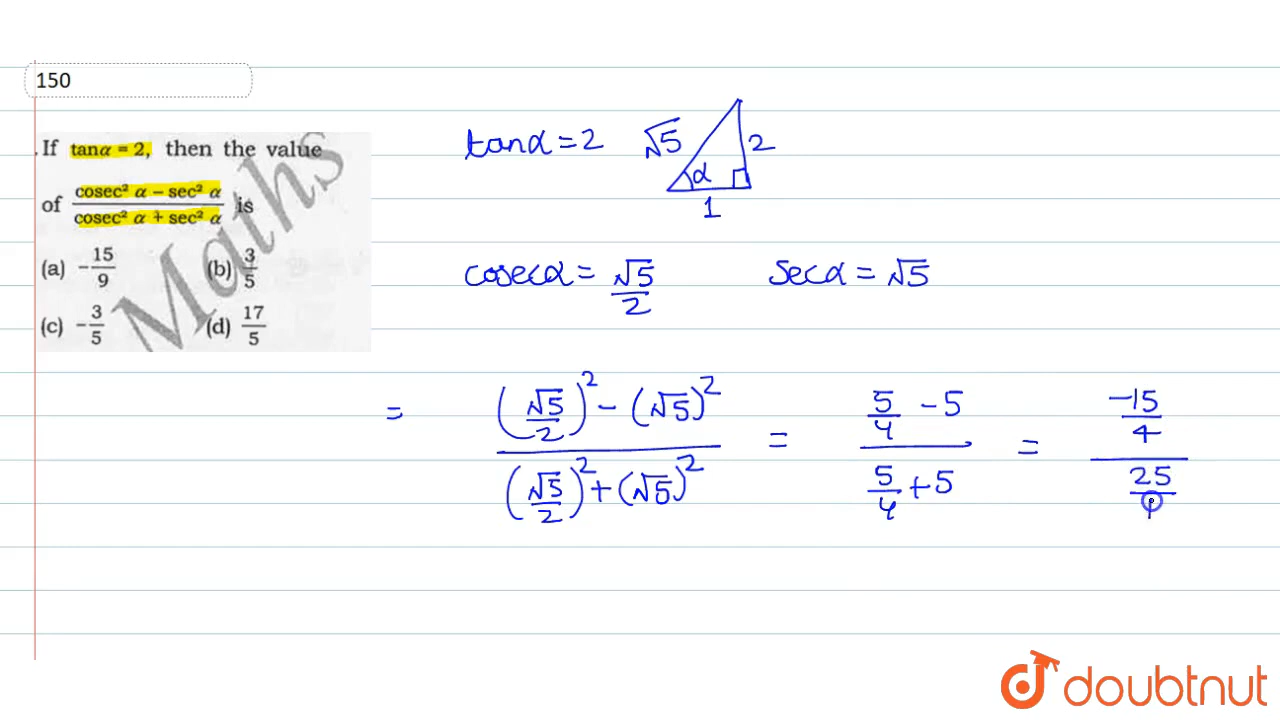 150
.If tanα = 2, then the value
of (cosec² α – sec² α)/(cosec² α + sec² α) is
(a) -15/9 (b) 3/5
(c) -3/5 (d) 17/5
Maths
tanα = 2 √5 α 2
1
cosecα = √5/2 secα = √5
= ((√5/2)² - (√5)²)/((√5/2)² + (√5)²) = (5/4 - 5)/(5/4 + 5) = (-15/4)/(25/
doubtnut